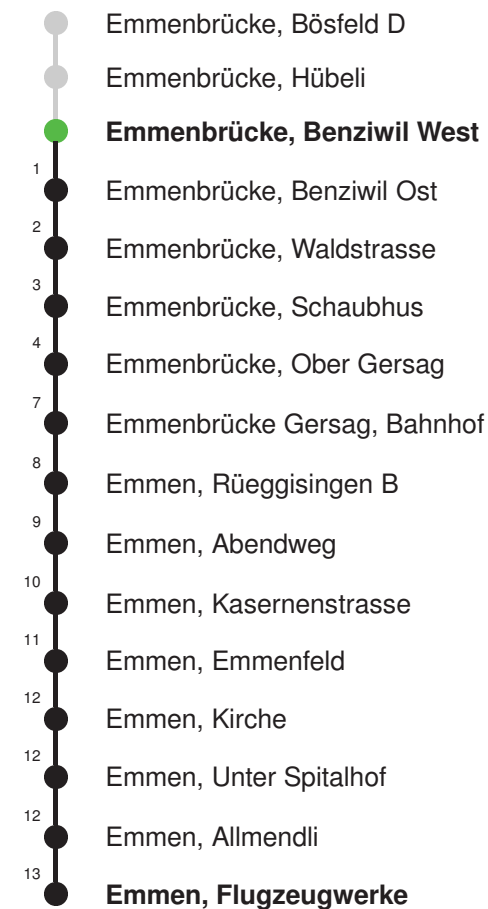 Emmenbrücke, Bösfeld D
Emmenbrücke, Hübeli
Emmenbrücke, Benziwil West
1 Emmenbrücke, Benziwil Ost
2 Emmenbrücke, Waldstrasse
3 Emmenbrücke, Schaubhus
4 Emmenbrücke, Ober Gersag
7 Emmenbrücke Gersag, Bahnhof
8 Emmen, Rüeggisingen B
9 Emmen, Abendweg
10 Emmen, Kasernenstrasse
11 Emmen, Emmenfeld
12 Emmen, Kirche
12 Emmen, Unter Spitalhof
12 Emmen, Allmendli
13 Emmen, Flugzeugwerke